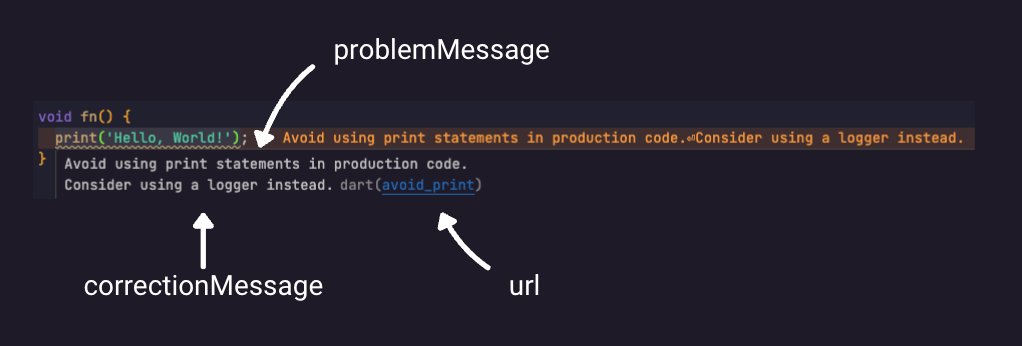 problemMessage
void fn() {
print('Hello, World!'); Avoid using print statements in production code.⏎Consider using a logger instead.
}
Avoid using print statements in production code.
Consider using a logger instead. dart(avoid_print)
correctionMessage
url